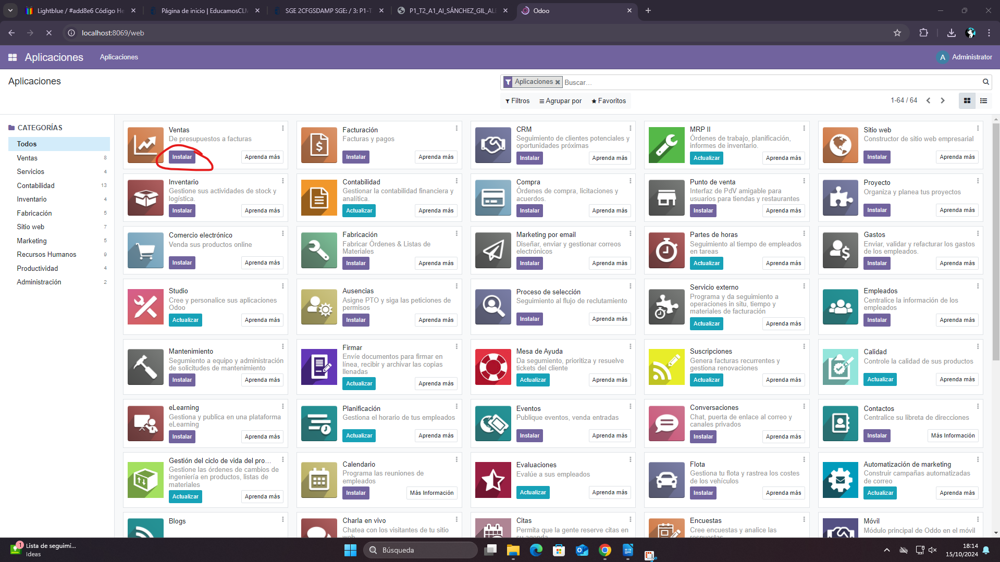 Lightblue / #add8e6 Código He
Página de inicio | EducamosCLM
SGE 2CFGSDAMP SGE: / 3: P1-T
P1_T2_A1_AI_SÁNCHEZ_GIL_ALE
Odoo
localhost:8069/web
Aplicaciones
Aplicaciones
A
Administrator
Aplicaciones
Aplicaciones
Buscar...
Filtros
Agrupar por
Favoritos
1-64 / 64
CATEGORÍAS
Todos
Ventas 8
Servicios 4
Contabilidad 13
Inventario 4
Fabricación 5
Sitio web 7
Marketing 5
Recursos Humanos 9
Productividad 4
Administración 2
Ventas
De presupuestos a facturas
Instalar
Aprenda más
Facturación
Facturas y pagos
Instalar
Aprenda más
CRM
Seguimiento de clientes potenciales y
oportunidades próximas
Instalar
Aprenda más
MRP II
Órdenes de trabajo, planificación,
informes de inventario.
Actualizar
Aprenda más
Sitio web
Constructor de sitio web empresarial
Instalar
Aprenda más
Inventario
Gestione sus actividades de stock y
logística.
Instalar
Aprenda más
Contabilidad
Gestionar la contabilidad financiera y
analítica.
Actualizar
Aprenda más
Compra
Órdenes de compra, licitaciones y
acuerdos.
Instalar
Aprenda más
Punto de venta
Interfaz de PdV amigable para
usuarios para tiendas y restaurantes
Instalar
Aprenda más
Proyecto
Organiza y planea tus proyectos
Instalar
Aprenda más
Comercio electrónico
Venda sus productos online
Instalar
Aprenda más
Fabricación
Fabricar Órdenes & Listas de
Materiales
Instalar
Aprenda más
Marketing por email
Diseñar, enviar y gestionar correos
electrónicos
Instalar
Aprenda más
Partes de horas
Seguimiento al tiempo de empleados
en tareas
Actualizar
Aprenda más
Gastos
Enviar, validar y refacturar los gastos
de los empleados.
Instalar
Aprenda más
Studio
Cree y personalice sus aplicaciones
Odoo
Actualizar
Aprenda más
Ausencias
Asigne PTO y siga las peticiones de
permisos
Instalar
Aprenda más
Proceso de selección
Seguimiento al flujo de reclutamiento
Instalar
Aprenda más
Servicio externo
Programa y da seguimiento a
operaciones in situ, tiempo y
materiales de facturación
Actualizar
Aprenda más
Empleados
Centralice la información de los
empleados
Instalar
Aprenda más
Mantenimiento
Segumiento a equipo y administración
de solicitudes de mantenimiento
Instalar
Aprenda más
Firmar
Envíe documentos para firmar en
línea, recibir y archivar las copias
llenadas
Actualizar
Aprenda más
Mesa de Ayuda
Da segumiento, prioritiza y resuelve
tickets del cliente
Actualizar
Aprenda más
Suscripciones
Genera facturas recurrentes y
gestiona renovaciones
Actualizar
Aprenda más
Calidad
Controle la calidad de sus productos
Actualizar
Aprenda más
eLearning
Gestiona y publica en una plataforma
eLearning
Instalar
Aprenda más
Planificación
Gestiona el horario de tus empleados
Actualizar
Aprenda más
Eventos
Publique eventos, venda entradas
Instalar
Aprenda más
Conversaciones
Chat, puerta de enlace al correo y
canales privados
Instalar
Aprenda más
Contactos
Centralice su libreta de direcciones
Instalar
Más Información
Gestión del ciclo de vida del pro...
Gestione las órdenes de cambios de
ingeniería en productos, listas de
materiales
Actualizar
Aprenda más
Calendario
Programa las reuniones de
empleados
Instalar
Más Información
Evaluaciones
Evalúe a sus empleados
Actualizar
Aprenda más
Flota
Gestiona tu flota y rastrea los costes
de los vehículos
Instalar
Aprenda más
Automatización de marketing
Construir campañas automatizadas
de correo
Actualizar
Aprenda más
Blogs
Charla en vivo
Chatea con los visitantes de tu sitio
web
Citas
Permita que la gente reserve citas en
su agenda
Encuestas
Cree encuestas y analice las
respuestas
Móvil
Módulo principal de Oddo en el móvil
1
Lista de seguimi...
Ideas
Búsqueda
18:14
15/10/2024